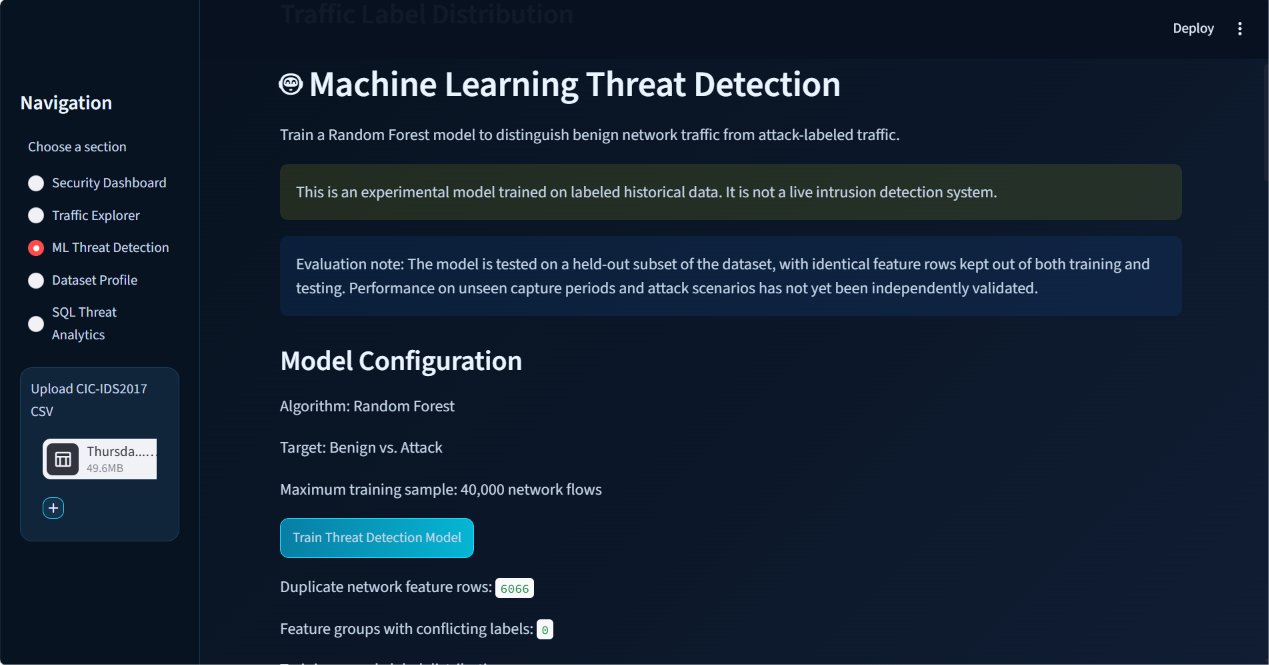 Traffic Label Distribution
Deploy
Navigation
Choose a section
Security Dashboard
Traffic Explorer
ML Threat Detection
Dataset Profile
SQL Threat
Analytics
Upload CIC-IDS2017
CSV
Thursda......
49.6MB
Machine Learning Threat Detection
Train a Random Forest model to distinguish benign network traffic from attack-labeled traffic.
This is an experimental model trained on labeled historical data. It is not a live intrusion detection system.
Evaluation note: The model is tested on a held-out subset of the dataset, with identical feature rows kept out of both training and
testing. Performance on unseen capture periods and attack scenarios has not yet been independently validated.
Model Configuration
Algorithm: Random Forest
Target: Benign vs. Attack
Maximum training sample: 40,000 network flows
Train Threat Detection Model
Duplicate network feature rows: 6066
Feature groups with conflicting labels: 0